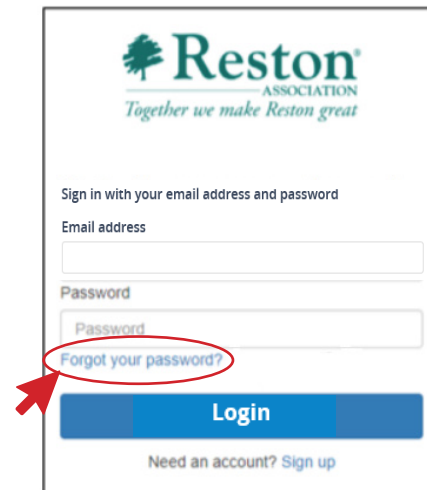 Reston
ASSOCIATION
Together we make Reston great
Sign in with your email address and password
Email address
Password
Password
Forgot your password?
Login
Need an account? Sign up